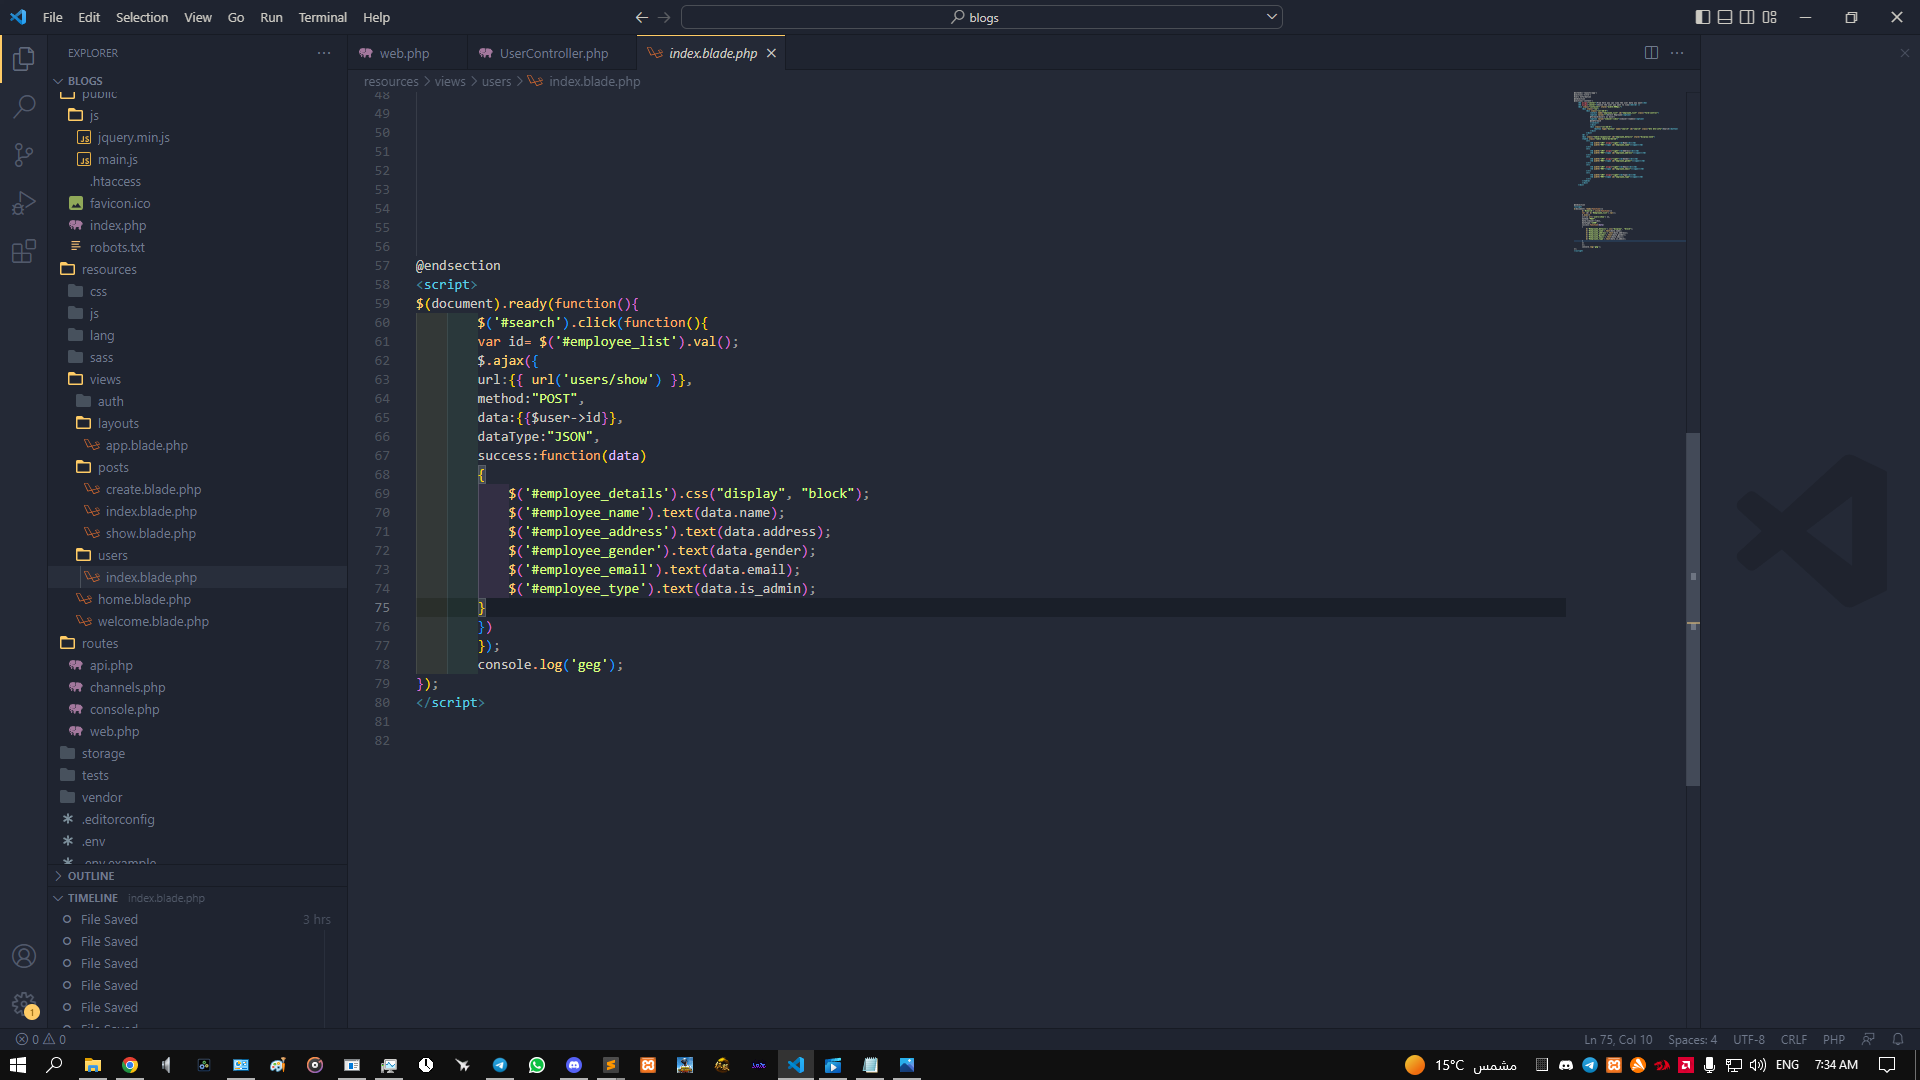 File Edit Selection View Go Run Terminal Help
blogs
EXPLORER
web.php
UserController.php
index.blade.php
resources > views > users > index.blade.php
BLOGS
public
js
jquery.min.js
main.js
.htaccess
favicon.ico
index.php
robots.txt
resources
css
js
lang
sass
views
auth
layouts
app.blade.php
posts
create.blade.php
index.blade.php
show.blade.php
users
index.blade.php
home.blade.php
welcome.blade.php
routes
api.php
channels.php
console.php
web.php
storage
tests
vendor
.editorconfig
.env
.env.example
OUTLINE
TIMELINE index.blade.php
File Saved 3 hrs
File Saved
File Saved
File Saved
File Saved
File Saved
48
49
50
51
52
53
54
55
56
57 @endsection
58 <script>
59 $(document).ready(function(){
60 $('#search').click(function(){
61 var id= $('#employee_list').val();
62 $.ajax({
63 url:{{ url('users/show') }},
64 method:"POST",
65 data:{{$user->id}},
66 dataType:"JSON",
67 success:function(data)
68 {
69 $('#employee_details').css("display", "block");
70 $('#employee_name').text(data.name);
71 $('#employee_address').text(data.address);
72 $('#employee_gender').text(data.gender);
73 $('#employee_email').text(data.email);
74 $('#employee_type').text(data.is_admin);
75 }
76 })
77 });
78 console.log('geg');
79 });
80 </script>
81
82
1
0 0
Ln 75, Col 10 Spaces: 4 UTF-8 CRLF PHP
15°C مشمس
ENG
7:34 AM